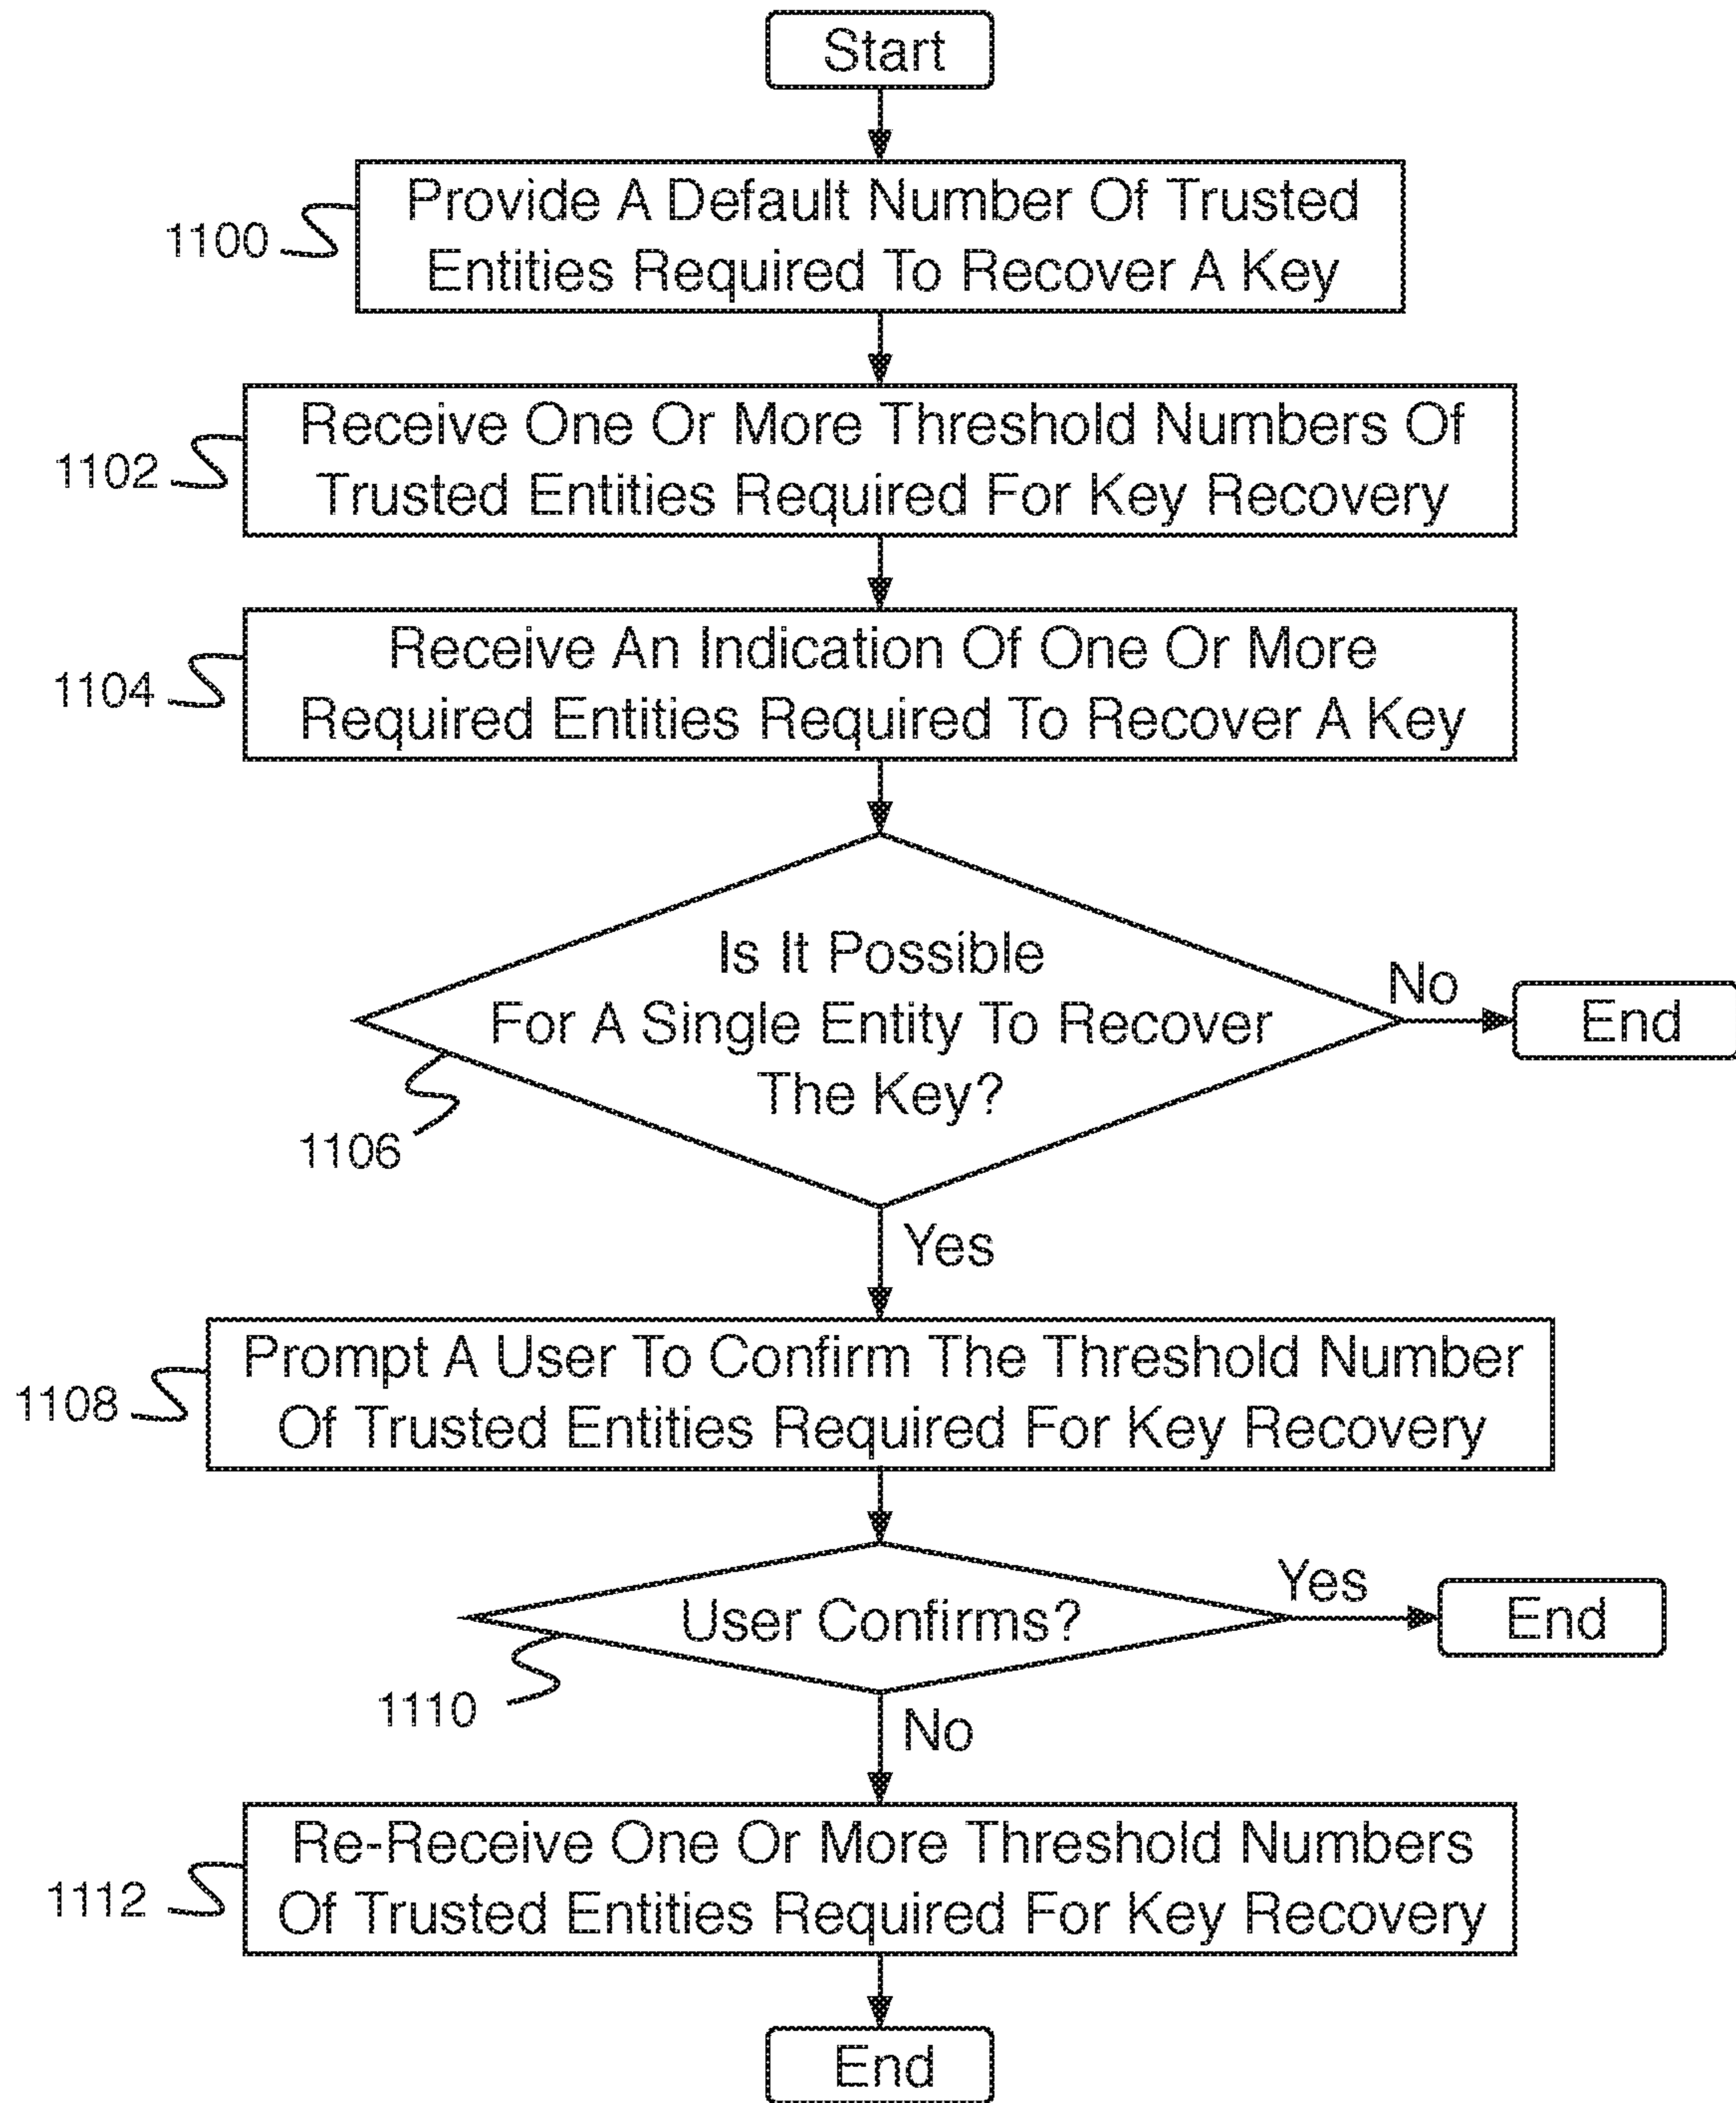 Start
Provide A Default Number Of Trusted
Entities Required To Recover A Key
1100
Receive One Or More Threshold Numbers Of
Trusted Entities Required For Key Recovery
1102
Receive An Indication Of One Or More
Required Entities Required To Recover A Key
1104
Is It Possible
For A Single Entity To Recover
The Key?
No
End
1106
Yes
Prompt A User To Confirm The Threshold Number
Of Trusted Entities Required For Key Recovery
1108
User Confirms?
Yes
End
1110
No
Re-Receive One Or More Threshold Numbers
Of Trusted Entities Required For Key Recovery
1112
End